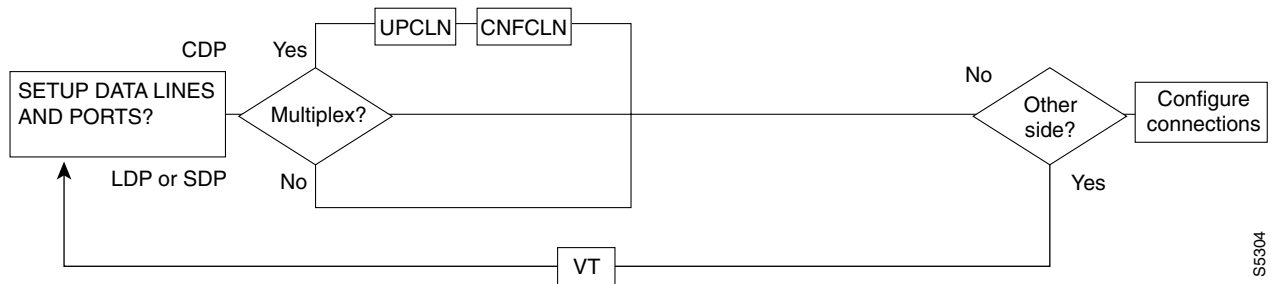 UPCLN
CNFCLN
CDP
Yes
SETUP DATA LINES
AND PORTS?
Multiplex?
LDP or SDP
No
No
Other
side?
Configure
connections
Yes
VT
S5304